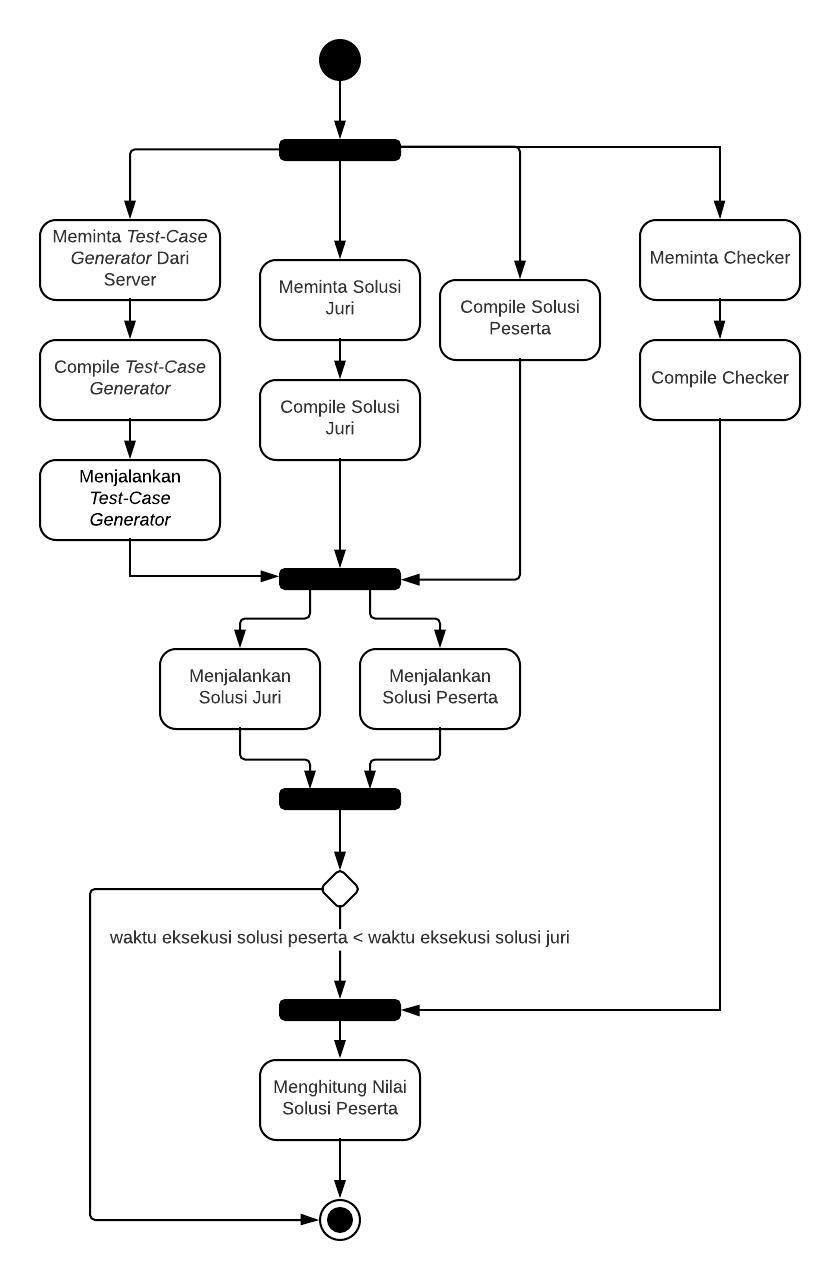 Meminta Test-Case
Generator Dari
Server
Meminta Solusi
Juri
Compile Solusi
Peserta
Meminta Checker
Compile Test-Case
Generator
Compile Solusi
Juri
Compile Checker
Menjalankan
Test-Case
Generator
Menjalankan
Solusi Juri
Menjalankan
Solusi Peserta
waktu eksekusi solusi peserta < waktu eksekusi solusi juri
Menghitung Nilai
Solusi Peserta